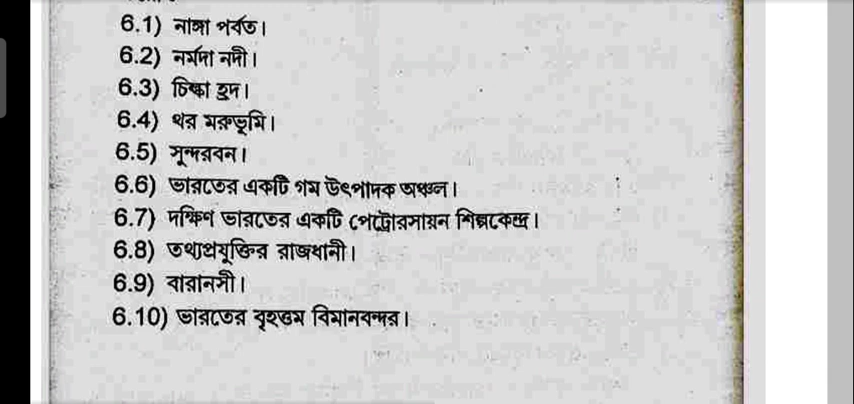 6.1) নাঙ্গা পর্বত।
6.2) নর্মদা নদী।
6.3) চিল্কা হ্রদ।
6.4) থর মরুভূমি।
6.5) সুন্দরবন।
6.6) ভারতের একটি গম উৎপাদক অঞ্চল।
6.7) দক্ষিণ ভারতের একটি পেট্রোরসায়ন শিল্পকেন্দ্র।
6.8) তথ্যপ্রযুক্তির রাজধানী।
6.9) বারানসী।
6.10) ভারতের বৃহত্তম বিমানবন্দর।